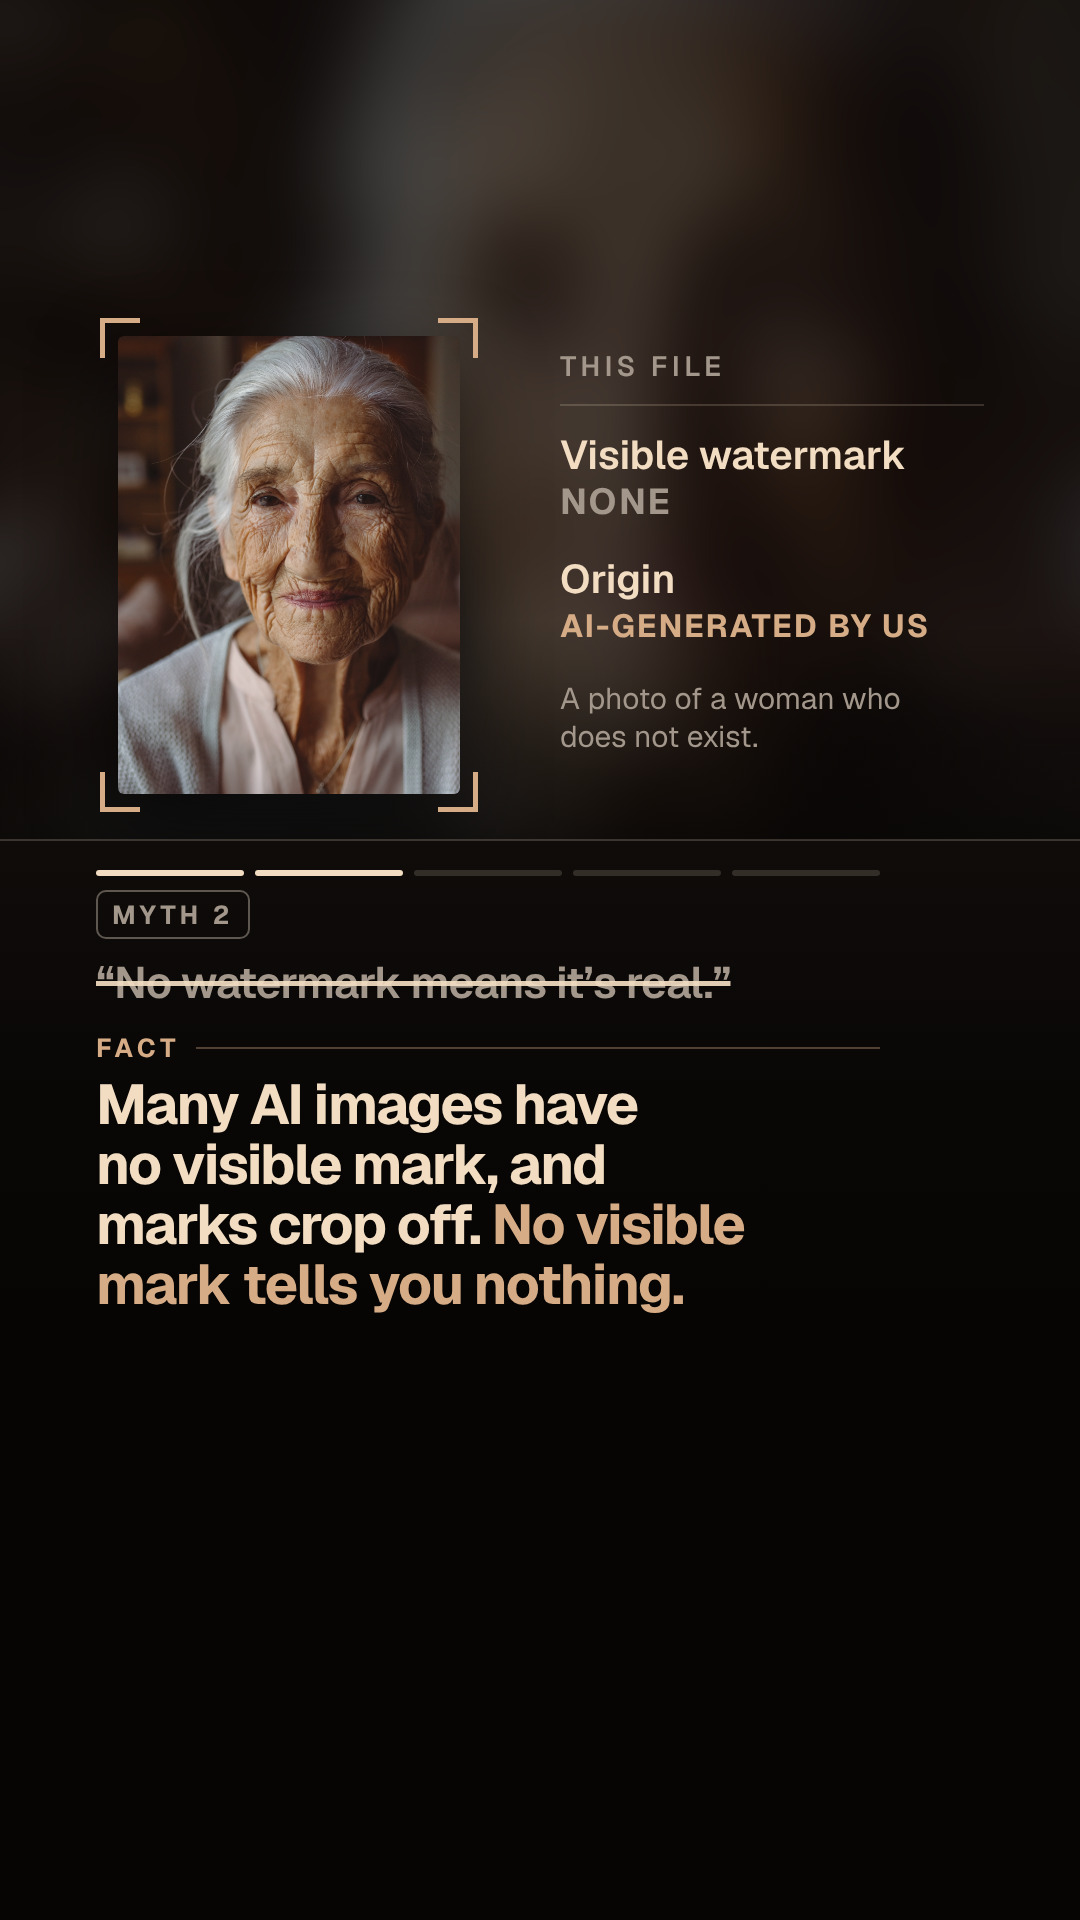 THIS FILE
Visible watermark
NONE
Origin
AI-GENERATED BY US
A photo of a woman who
does not exist.
MYTH 2
“No watermark means it’s real.”
FACT
Many AI images have
no visible mark, and
marks crop off. No visible
mark tells you nothing.